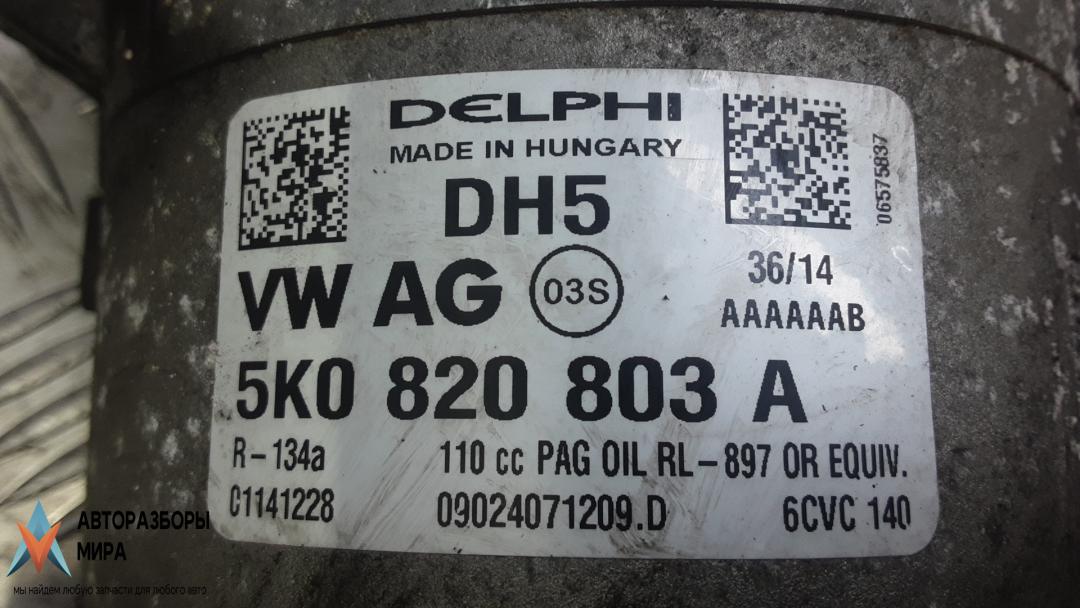 DELPHI
MADE IN HUNGARY
06575837
DH5
36/14
VW AG 03S
AAAAAAB
5K0 820 803 A
R-134a 110 cc PAG OIL RL-897 OR EQUIV.
C1141228 09024071209.D 6CVC 140
АВТОРАЗБОРЫ
МИРА
мы найдем любую запчасти для любого авто